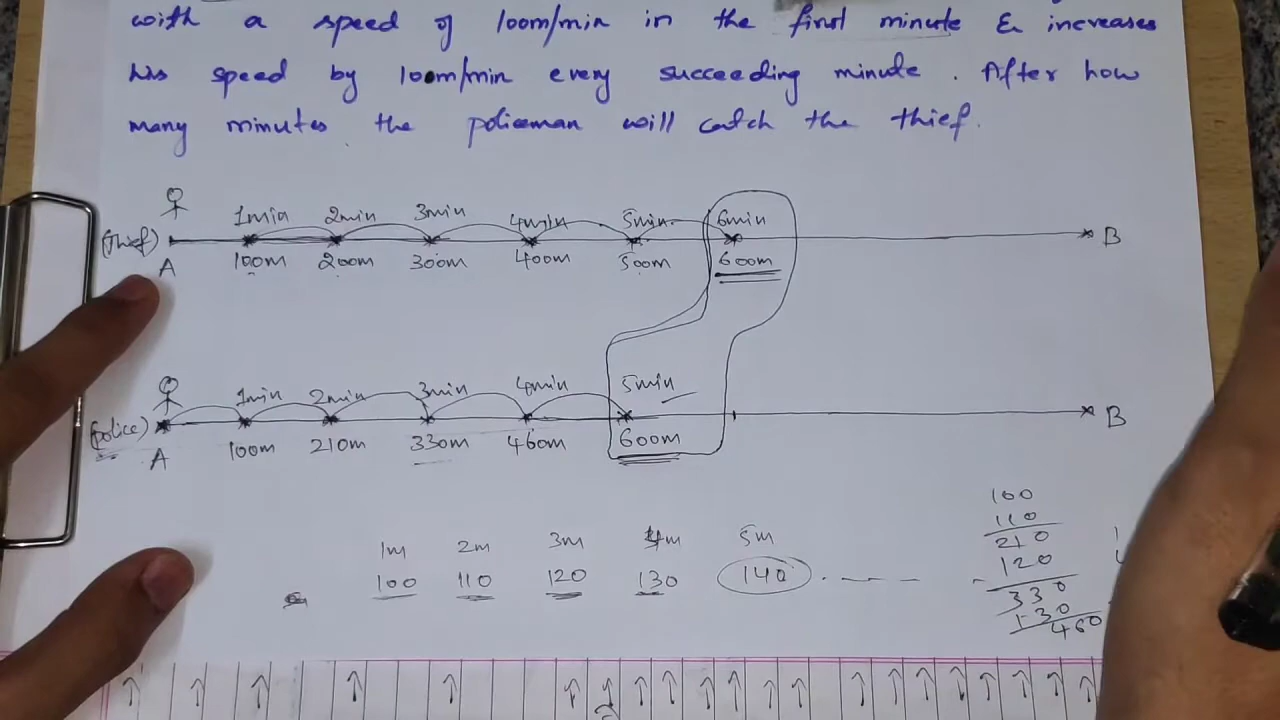 with a speed of 100m/min in the first minute & increases
his speed by 100m/min every succeeding minute. After how
many minutes the policeman will catch the thief.
1min 2min 3min 4min 5min 6min
(thief) B
A 100m 200m 300m 400m 500m 600m
1min 2min 3min 4min 5min
(police) B
A 100m 210m 330m 460m 600m
1m 2m 3m 4m 5m
100 110 120 130 140 . - - - -
100
110
210
120
330
130
460